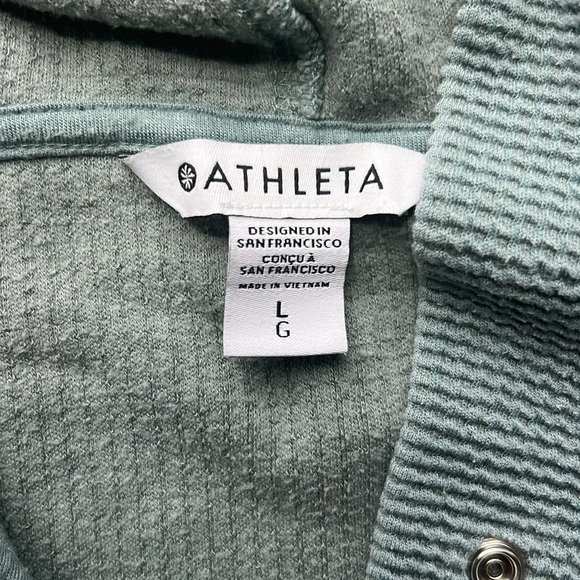 ATHLETA
DESIGNED IN
SAN FRANCISCO
CONÇU À
SAN FRANCISCO
MADE IN VIETNAM
L
G